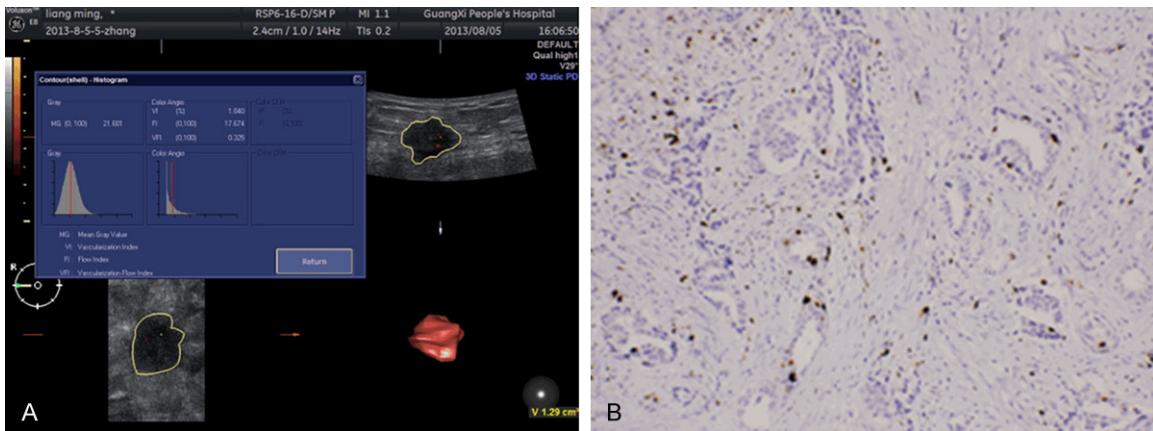 Voluson
E8
liang ming, *
RSP6-16-D/SM P
MI 1.1
GuangXi People's Hospital
2013-8-5-5-zhang
2.4cm / 1.0 / 14Hz
TIs 0.2
2013/08/05
16:06:50
DEFAULT
Qual high1
V29°
3D Static PD
Contour(shell) - Histogram
Gray
Color Angio
MG (0, 100) 21.681
VI (%) 1.840
FI (0,100) 17.674
VFI (0,100) 0.325
Gray
Color Angio
MG : Mean Gray Value
VI: Vascularization Index
FI : Flow Index
VFI : Vascularization Flow Index
Return
R
V 1.29 cm³
A
B